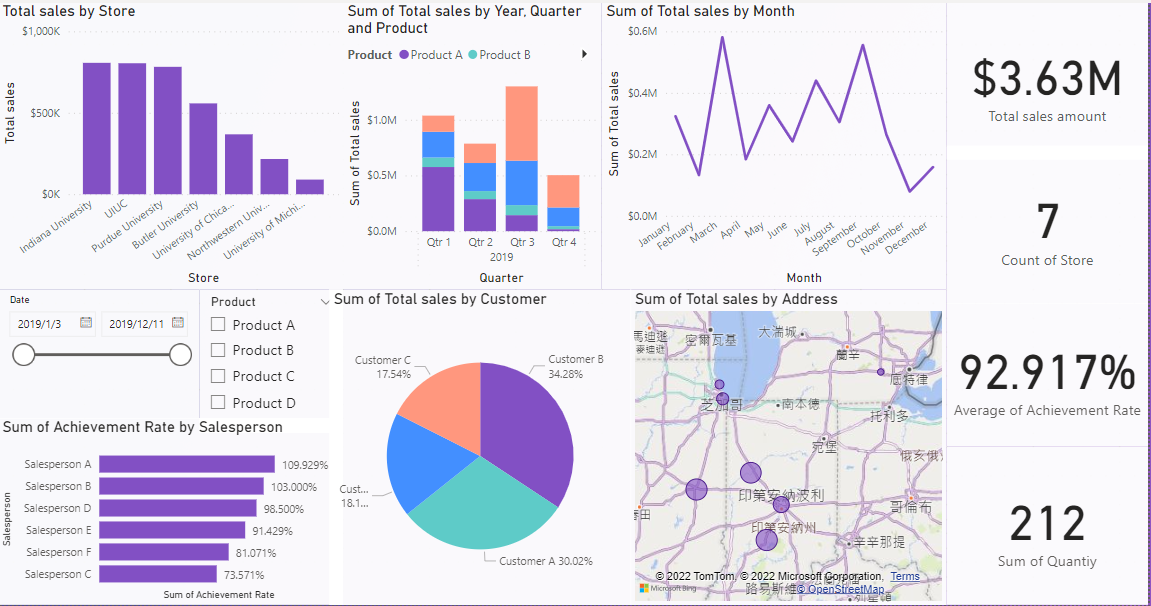 Total sales by Store
$1,000K
$500K
$0K
Total sales
Indiana University
UIUC
Purdue University
Butler University
University of Chica...
Northwestern Univ...
University of Michi...
Store
Sum of Total sales by Year, Quarter
and Product
Product Product A Product B
$1.0M
$0.5M
$0.0M
Sum of Total sales
Qtr 1 Qtr 2 Qtr 3 Qtr 4
2019
Quarter
Sum of Total sales by Month
$0.6M
$0.4M
$0.2M
$0.0M
Sum of Total sales
January
February
March
April
May
June
July
August
September
October
November
December
Month
$3.63M
Total sales amount
7
Count of Store
92.917%
Average of Achievement Rate
212
Sum of Quantiy
Date
2019/1/3 2019/12/11
Product
Product A
Product B
Product C
Product D
Sum of Achievement Rate by Salesperson
Salesperson
Salesperson A 109.929%
Salesperson B 103.000%
Salesperson D 98.500%
Salesperson E 91.429%
Salesperson F 81.071%
Salesperson C 73.571%
Sum of Achievement Rate
Sum of Total sales by Customer
Customer C
17.54%
Customer B
34.28%
Cust...
18.1...
Customer A 30.02%
Sum of Total sales by Address
馬迪遜
麥迪遜
密爾瓦基
大湍城
蘭辛
底特律
芝加哥
南本德
托利多
宛堡
俄亥俄
印第安納波利
哥倫布
印第安納州
辛辛那提
© 2022 TomTom, © 2022 Microsoft Corporation, Terms
Microsoft Bing
路易斯維
© OpenStreetMap